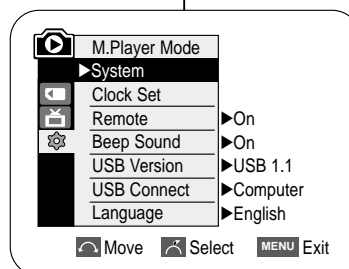 M.Player Mode
▶System
Clock Set
Remote ▶On
Beep Sound ▶On
USB Version ▶USB 1.1
USB Connect ▶Computer
Language ▶English
Move Select MENU Exit